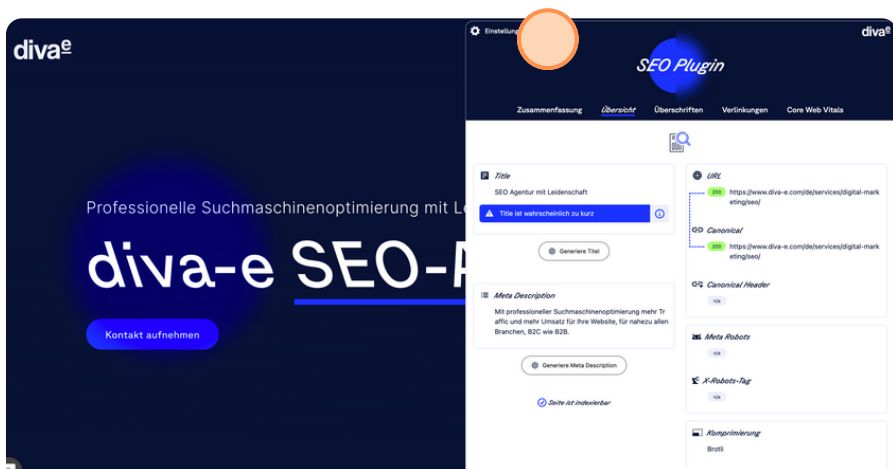 diva-e
Professionelle Suchmaschinenoptimierung mit
diva-e SEO-
Kontakt aufnehmen
diva-e
SEO Plugin
Zusammenfassung Übersicht Überschriften Verlinkungen Core Web Vitals
Title
SEO Agentur mit Leidenschaft
Title ist wahrscheinlich zu kurz
Generiere Titel
Meta Description
Mit professioneller Suchmaschinenoptimierung mehr Tr
affic und mehr Umsatz für Ihre Website, für nahezu allen
Branchen, B2C wie B2B.
Generiere Meta Description
Seite ist indexierbar
URL
200 https://www.diva-e.com/de/services/digital-mark
eting/seo/
Canonical
200 https://www.diva-e.com/de/services/digital-mark
eting/seo/
Canonical Header
n/a
Meta Robots
n/a
X-Robots-Tag
n/a
Komprimierung
Brotli